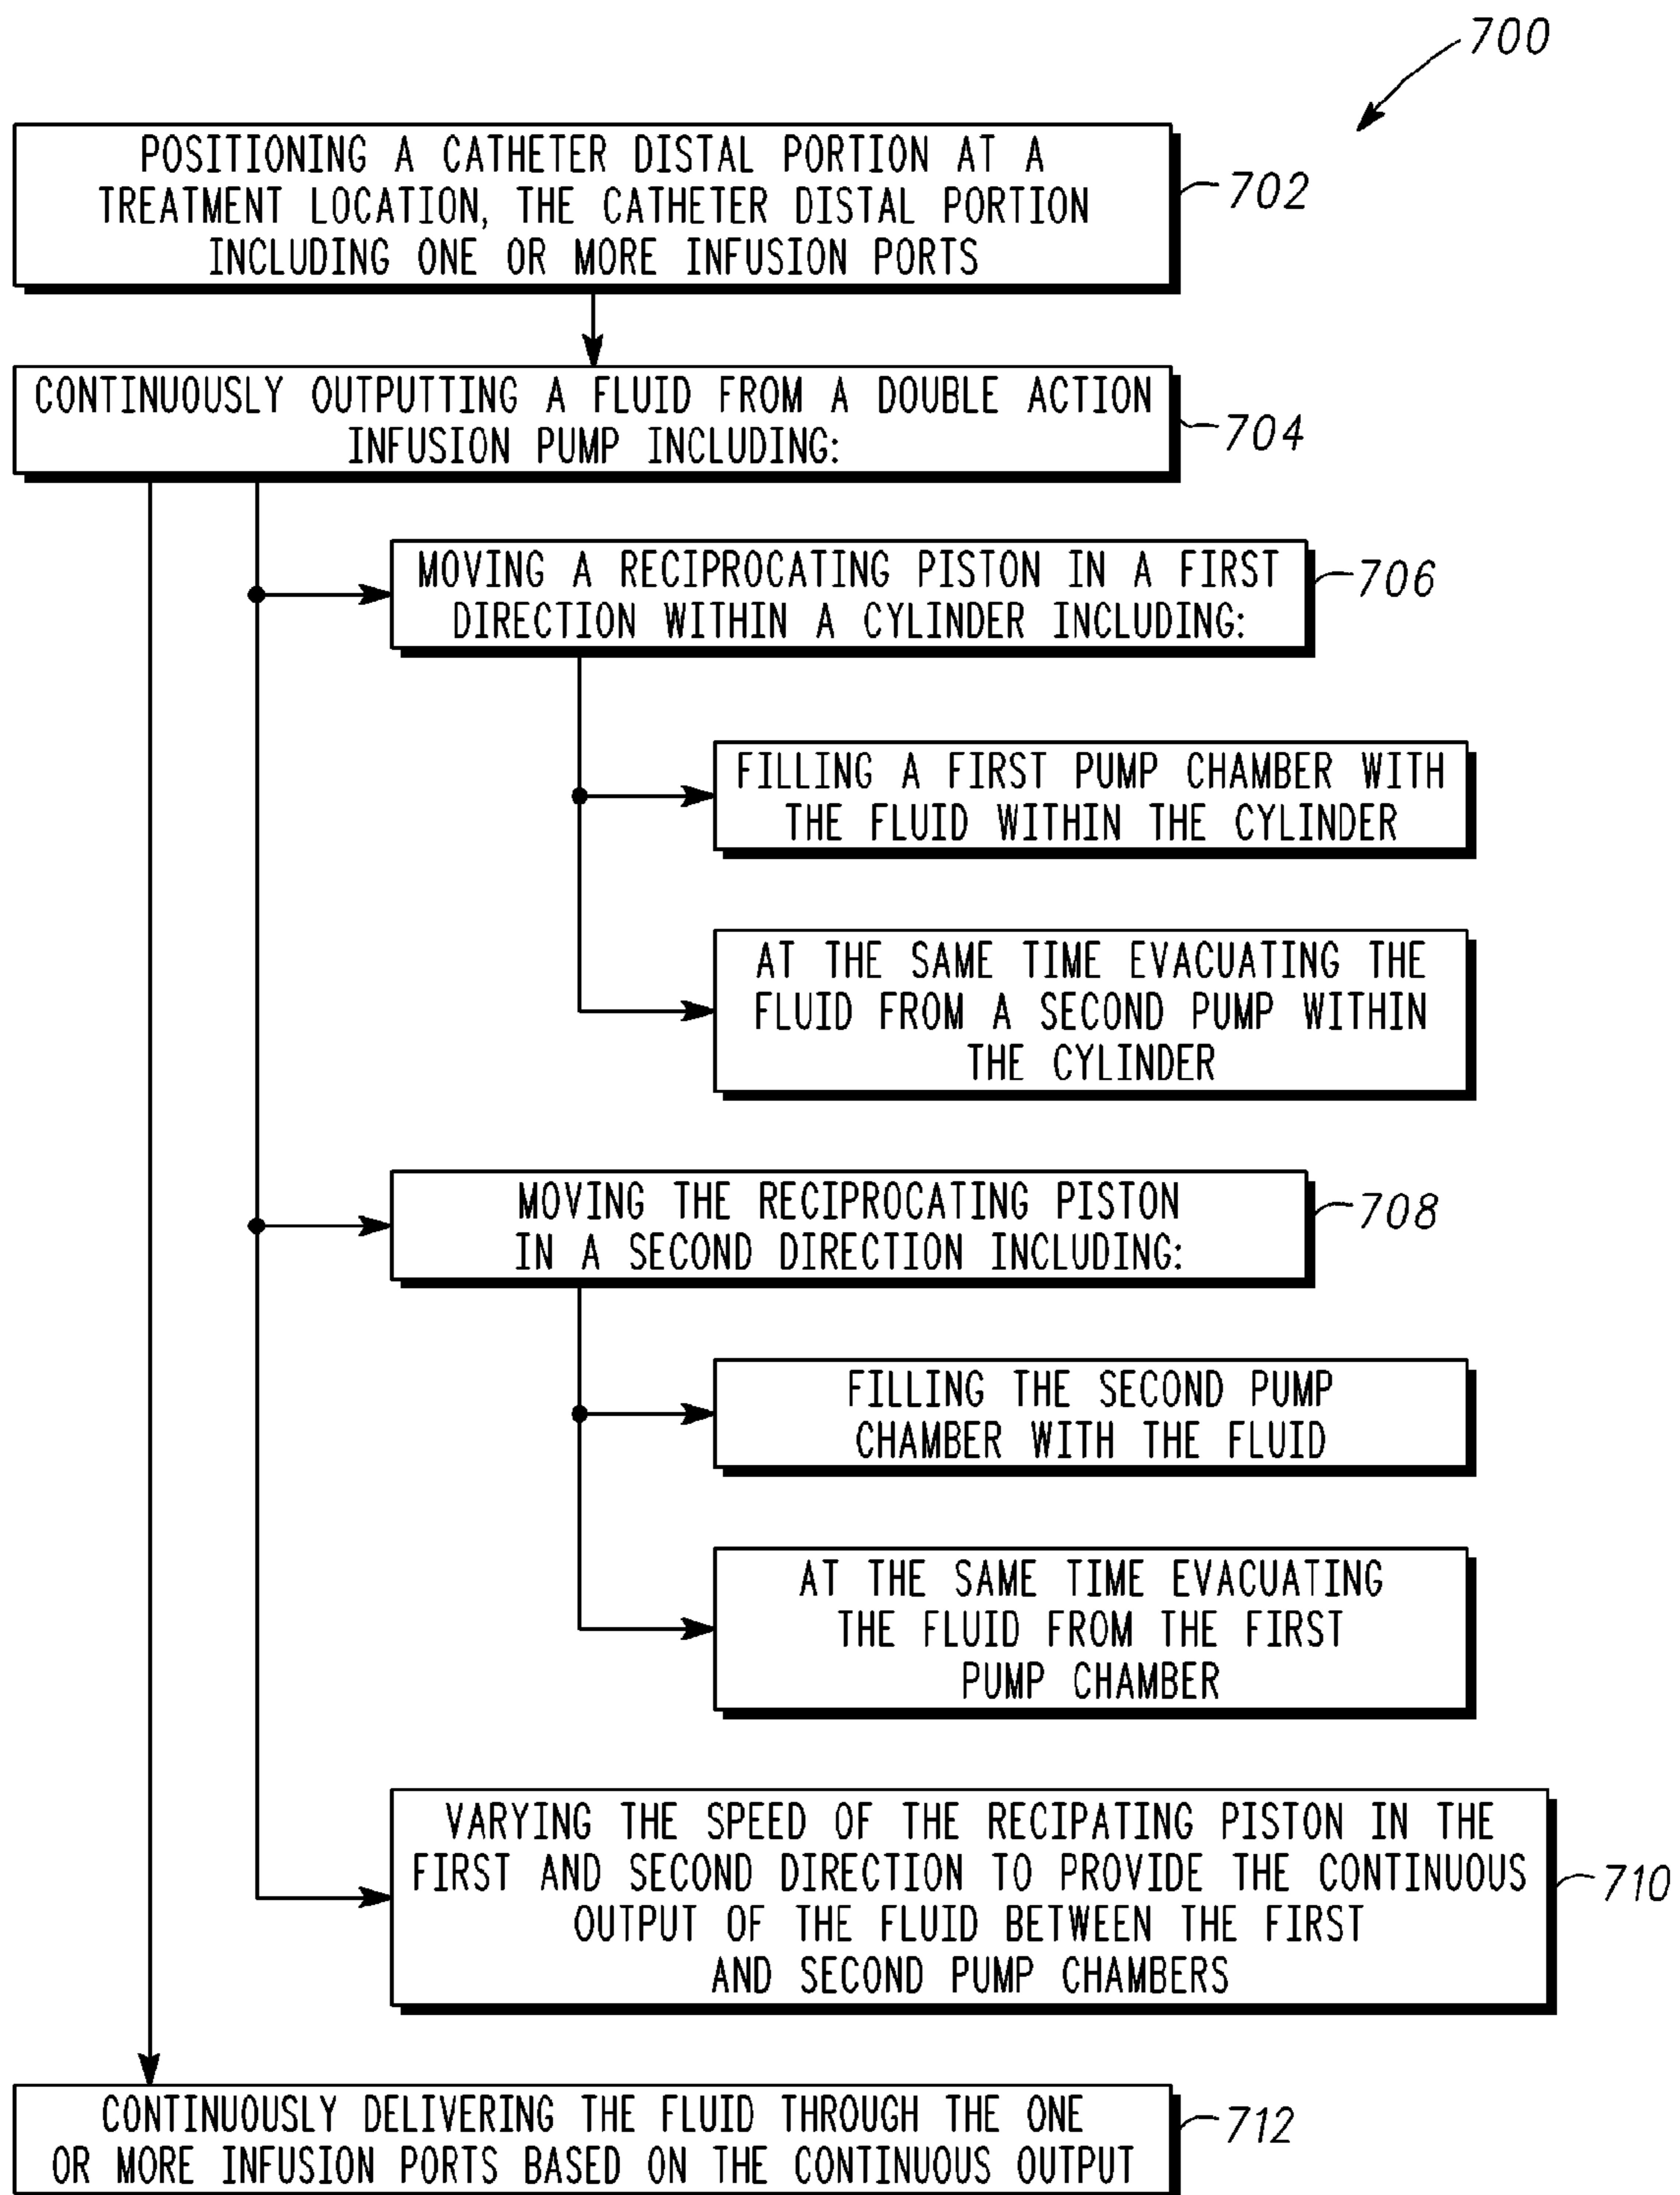 700
POSITIONING A CATHETER DISTAL PORTION AT A
TREATMENT LOCATION, THE CATHETER DISTAL PORTION
INCLUDING ONE OR MORE INFUSION PORTS
702
CONTINUOUSLY OUTPUTTING A FLUID FROM A DOUBLE ACTION
INFUSION PUMP INCLUDING:
704
MOVING A RECIPROCATING PISTON IN A FIRST
DIRECTION WITHIN A CYLINDER INCLUDING:
706
FILLING A FIRST PUMP CHAMBER WITH
THE FLUID WITHIN THE CYLINDER
AT THE SAME TIME EVACUATING THE
FLUID FROM A SECOND PUMP WITHIN
THE CYLINDER
MOVING THE RECIPROCATING PISTON
IN A SECOND DIRECTION INCLUDING:
708
FILLING THE SECOND PUMP
CHAMBER WITH THE FLUID
AT THE SAME TIME EVACUATING
THE FLUID FROM THE FIRST
PUMP CHAMBER
VARYING THE SPEED OF THE RECIPATING PISTON IN THE
FIRST AND SECOND DIRECTION TO PROVIDE THE CONTINUOUS
OUTPUT OF THE FLUID BETWEEN THE FIRST
AND SECOND PUMP CHAMBERS
710
CONTINUOUSLY DELIVERING THE FLUID THROUGH THE ONE
OR MORE INFUSION PORTS BASED ON THE CONTINUOUS OUTPUT
712